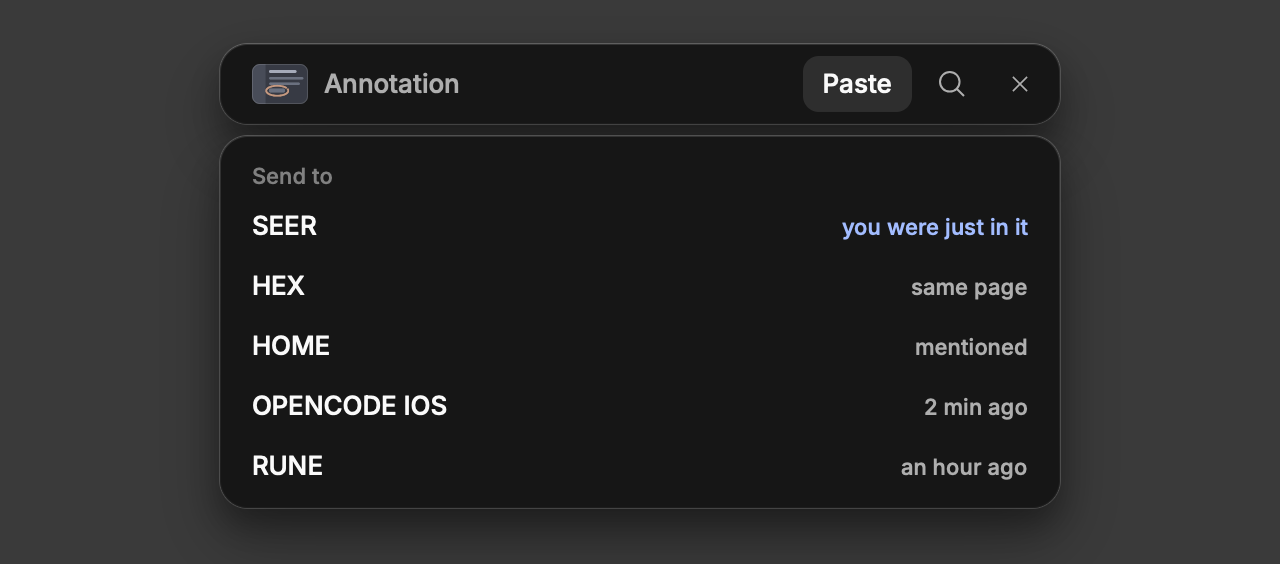 Annotation Paste
Send to
SEER you were just in it
HEX same page
HOME mentioned
OPENCODE IOS 2 min ago
RUNE an hour ago